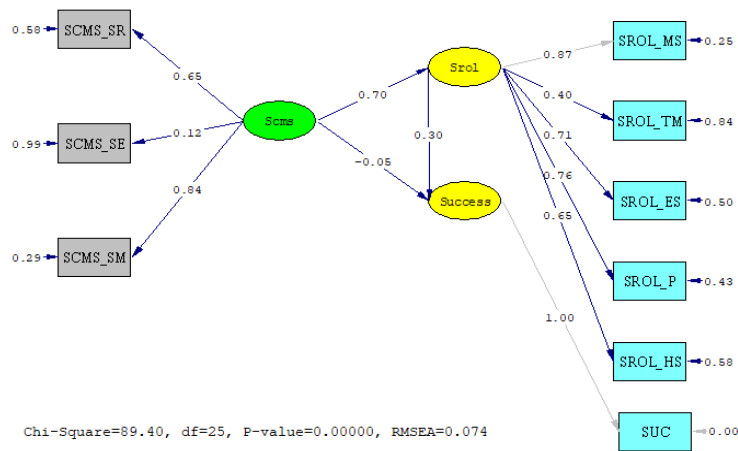 0.58
SCMS_SR
SROL_MS
0.25
0.87
Srol
0.65
0.70
0.40
SROL_TM
0.84
Scms
0.12
0.30
0.71
0.99
SCMS_SE
-0.05
0.76
0.84
0.65
SROL_ES
0.50
Success
0.29
SCMS_SM
SROL_P
0.43
1.00
SROL_HS
0.58
Chi-Square=89.40, df=25, P-value=0.00000, RMSEA=0.074
SUC
0.00